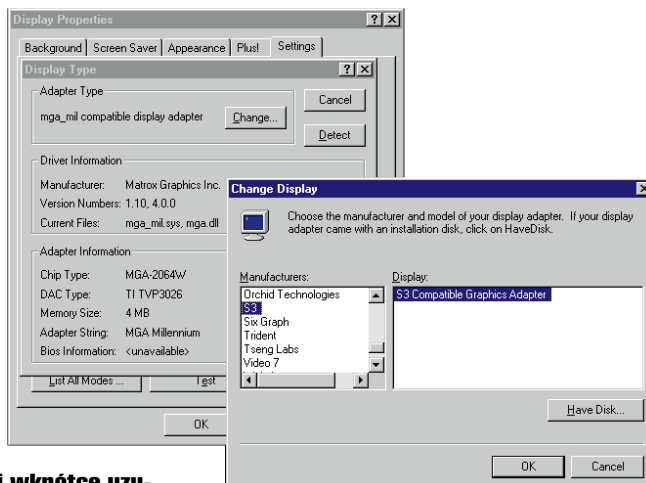 Display Properties
Background Screen Saver Appearance Plus! Settings
Display Type
Adapter Type
mga_mil compatible display adapter
Change...
Cancel
Detect
Driver Information
Manufacturer: Matrox Graphics Inc.
Version Numbers: 1.10, 4.0.0
Current Files: mga_mil.sys, mga.dll
Adapter Information
Chip Type: MGA-2064W
DAC Type: TI TVP3026
Memory Size: 4 MB
Adapter String: MGA Millennium
Bios Information: <unavailable>
List All Modes ... Test
OK
Change Display
Choose the manufacturer and model of your display adapter. If your display
adapter came with an installation disk, click on HaveDisk.
Manufacturers:
Orchid Technologies
S3
Six Graph
Trident
Tseng Labs
Video 7
Display:
S3 Compatible Graphics Adapter
Have Disk...
OK Cancel
i wkrótce uzu-